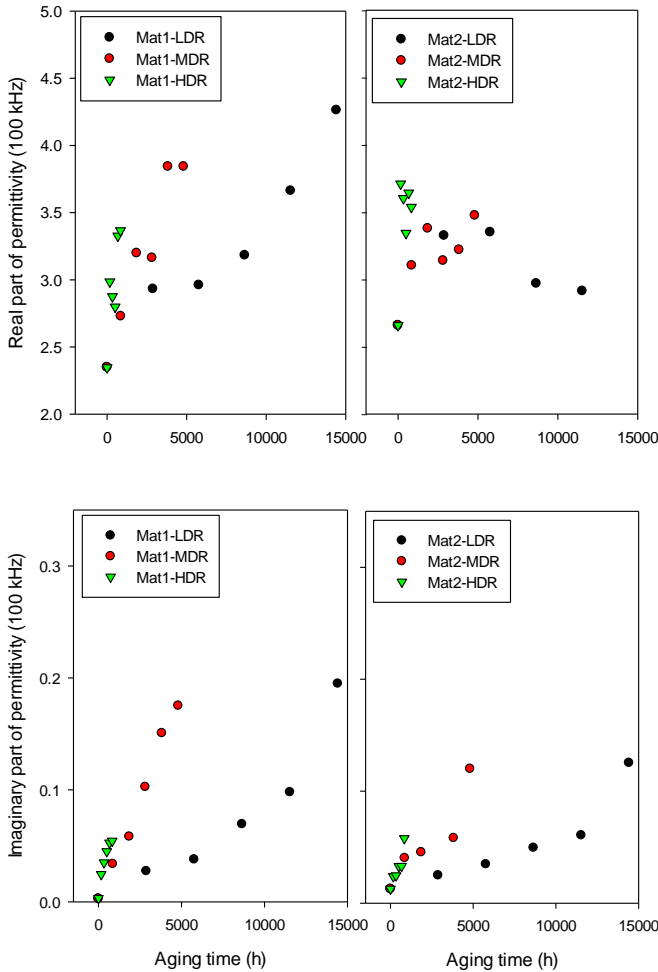 Real part of permittivity (100 kHz)
5.0
4.5
4.0
3.5
3.0
2.5
2.0
Mat1-LDR
Mat1-MDR
Mat1-HDR
Mat2-LDR
Mat2-MDR
Mat2-HDR
0 5000 10000 15000
0 5000 10000 15000
Imaginary part of permittivity (100 kHz)
0.3
0.2
0.1
0.0
Mat1-LDR
Mat1-MDR
Mat1-HDR
Mat2-LDR
Mat2-MDR
Mat2-HDR
0 5000 10000 15000
0 5000 10000 15000
Aging time (h)
Aging time (h)